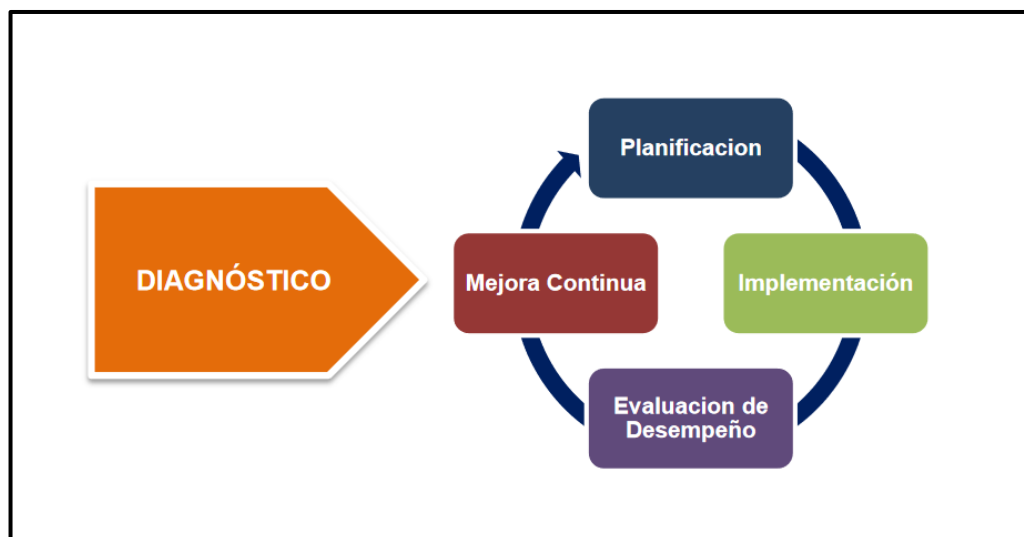 DIAGNÓSTICO
Planificacion
Implementación
Evaluacion de
Desempeño
Mejora Continua